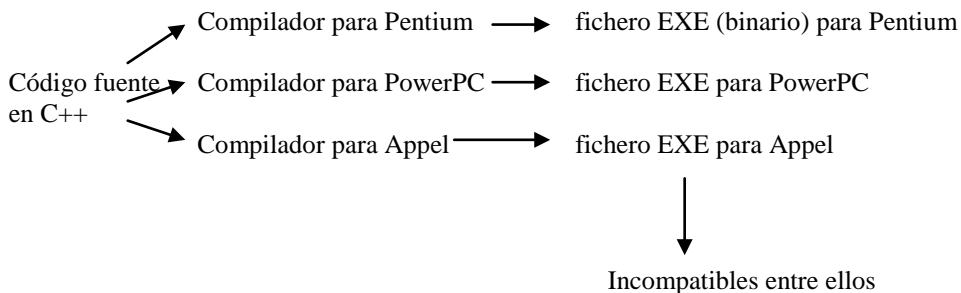 Compilador para Pentium
fichero EXE (binario) para Pentium
Código fuente
en C++
Compilador para PowerPC
fichero EXE para PowerPC
Compilador para Appel
fichero EXE para Appel
Incompatibles entre ellos